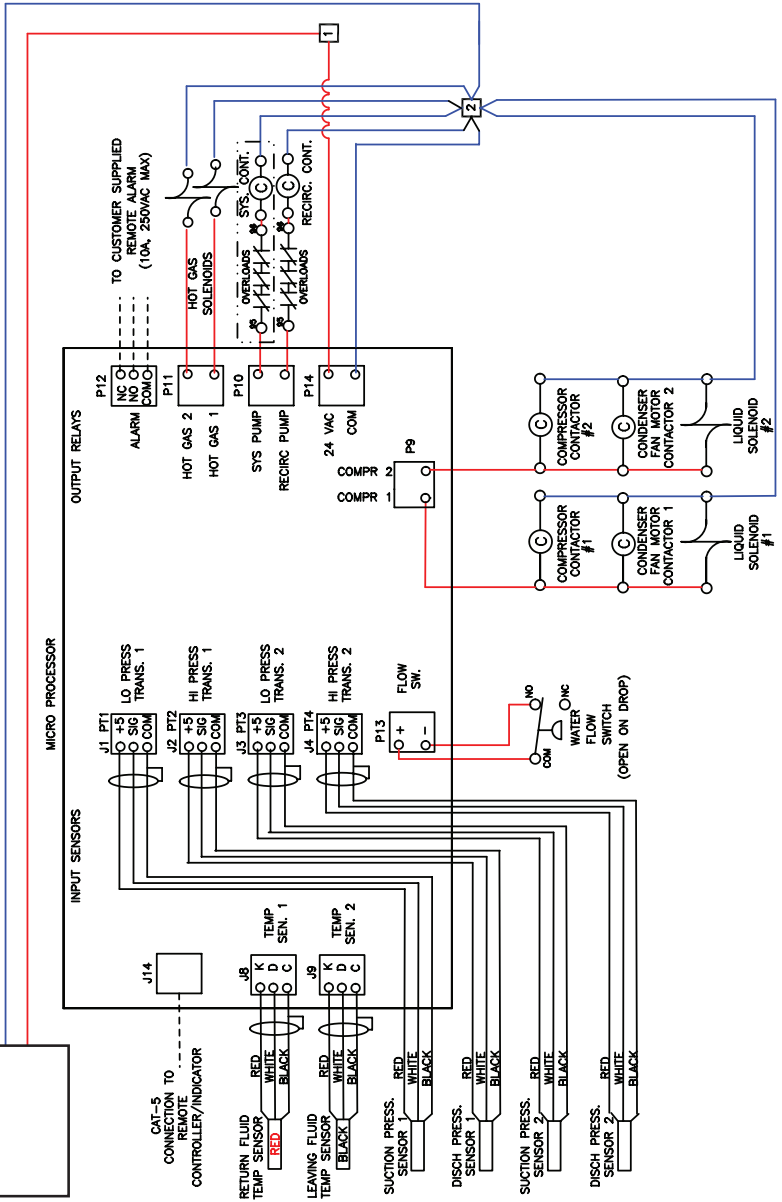 MICRO PROCESSOR
INPUT SENSORS
OUTPUT RELAYS
1
2
TO CUSTOMER SUPPLIED
REMOTE ALARM
(10A, 250VAC MAX)
HOT GAS
SOLENOIDS
SYS. CONT.
C
96
OVERLOADS
95
RECIRC. CONT.
C
96
OVERLOADS
95
P12
NC
NO
COM
ALARM
P11
HOT GAS 2
HOT GAS 1
P10
SYS PUMP
RECIRC PUMP
P14
24 VAC
COM
P9
COMPR 2
COMPR 1
C
COMPRESSOR
CONTACTOR
#2
C
CONDENSER
FAN MOTOR
CONTACTOR 2
LIQUID
SOLENOID
#2
C
COMPRESSOR
CONTACTOR
#1
C
CONDENSER
FAN MOTOR
CONTACTOR 1
LIQUID
SOLENOID
#1
J1 PT1
+5
SIG
COM
LO PRESS
TRANS. 1
J2 PT2
+5
SIG
COM
HI PRESS
TRANS. 1
J3 PT3
+5
SIG
COM
LO PRESS
TRANS. 2
J4 PT4
+5
SIG
COM
HI PRESS
TRANS. 2
P13
+
-
FLOW
SW.
NO
NC
COM
WATER
FLOW
SWITCH
(OPEN ON DROP)
J14
CAT-5
CONNECTION TO
REMOTE
CONTROLLER/INDICATOR
J8
K
D
C
TEMP
SEN. 1
J9
K
D
C
TEMP
SEN. 2
RETURN FLUID
TEMP SENSOR
RED
RED
WHITE
BLACK
LEAVING FLUID
TEMP SENSOR
BLACK
RED
WHITE
BLACK
SUCTION PRESS.
SENSOR 1
RED
WHITE
BLACK
DISCH PRESS.
SENSOR 1
RED
WHITE
BLACK
SUCTION PRESS.
SENSOR 2
RED
WHITE
BLACK
DISCH PRESS.
SENSOR 2
RED
WHITE
BLACK